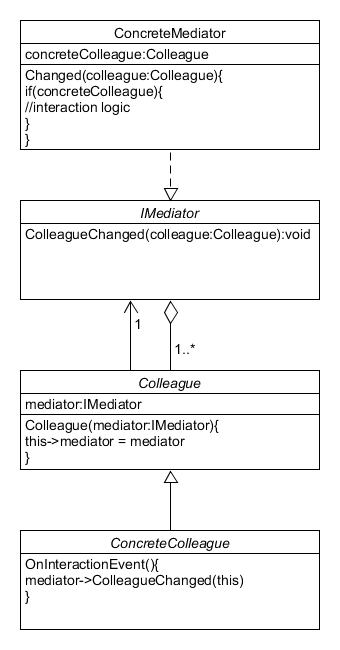 ConcreteMediator
concreteColleague:Colleague
Changed(colleague:Colleague){
if(concreteColleague){
//interaction logic
}
}
IMediator
ColleagueChanged(colleague:Colleague):void
1
1..*
Colleague
mediator:IMediator
Colleague(mediator:IMediator){
this->mediator = mediator
}
ConcreteColleague
OnInteractionEvent(){
mediator->ColleagueChanged(this)
}